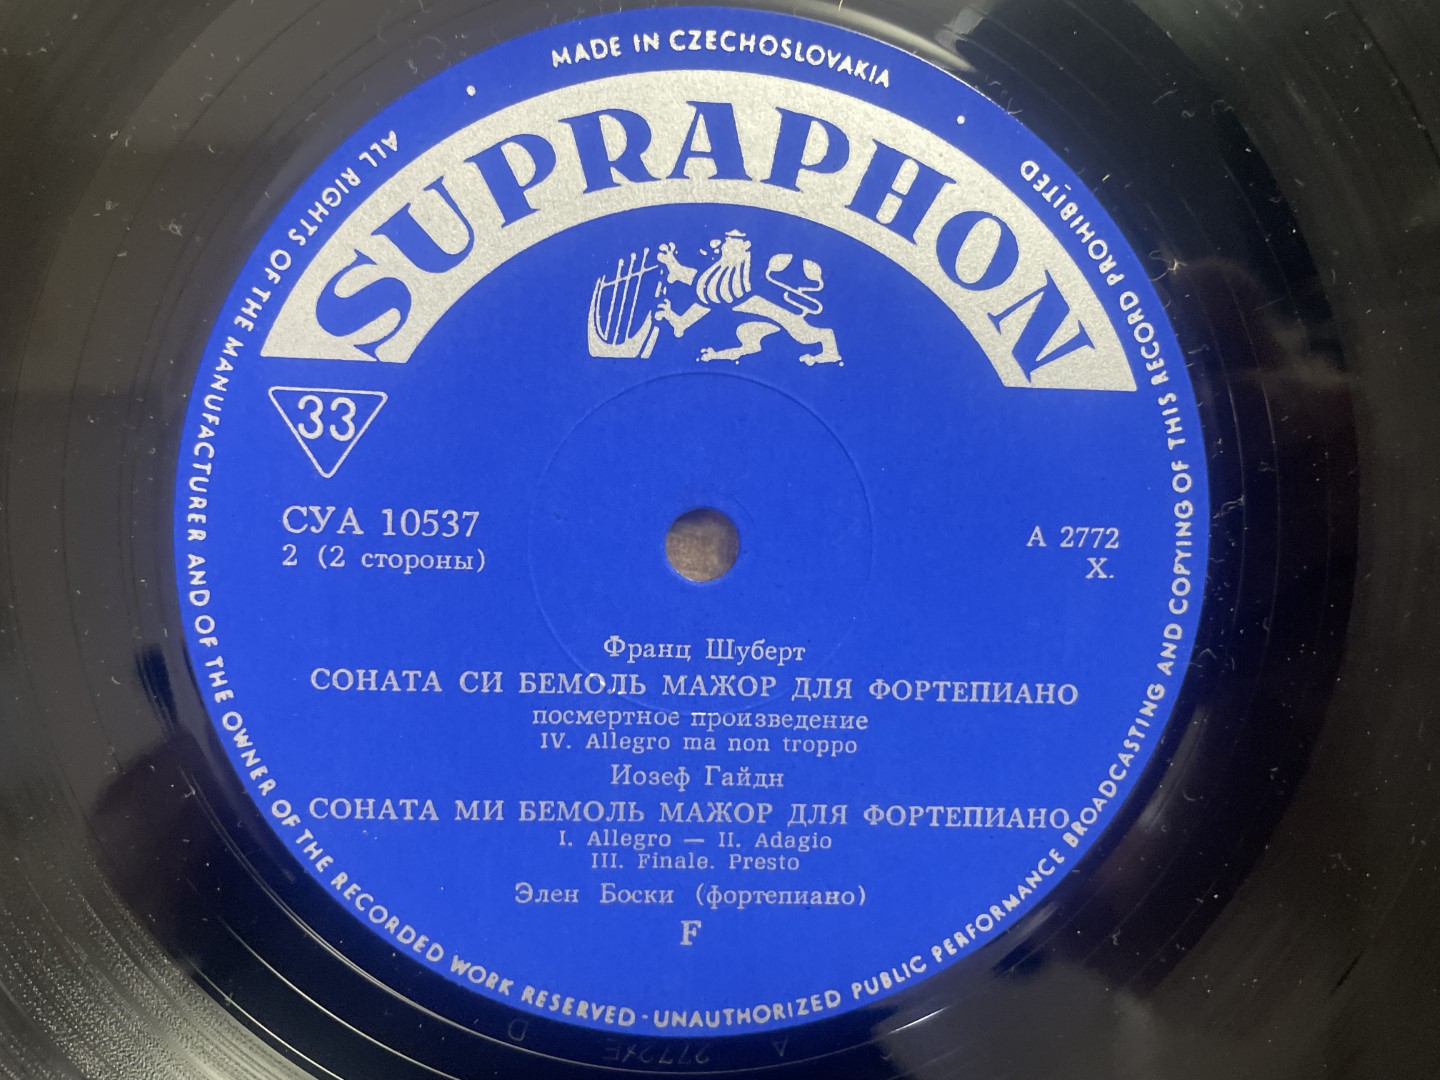 MADE IN CZECHOSLOVAKIA
SUPRAPHON
33
СУА 10537
2 (2 стороны)
А 2772
X.
Франц Шуберт
СОНАТА СИ БЕМОЛЬ МАЖОР ДЛЯ ФОРТЕПИАНО
посмертное произведение
IV. Allegro ma non troppo
Иозеф Гайдн
СОНАТА МИ БЕМОЛЬ МАЖОР ДЛЯ ФОРТЕПИАНО
I. Allegro — II. Adagio
III. Finale. Presto
Элен Боски (фортепиано)
F
ALL RIGHTS OF THE MANUFACTURER AND OF THE OWNER OF THE RECORDED WORK RESERVED - UNAUTHORIZED PUBLIC PERFORMANCE BROADCASTING AND COPYING OF THIS RECORD PROHIBITED